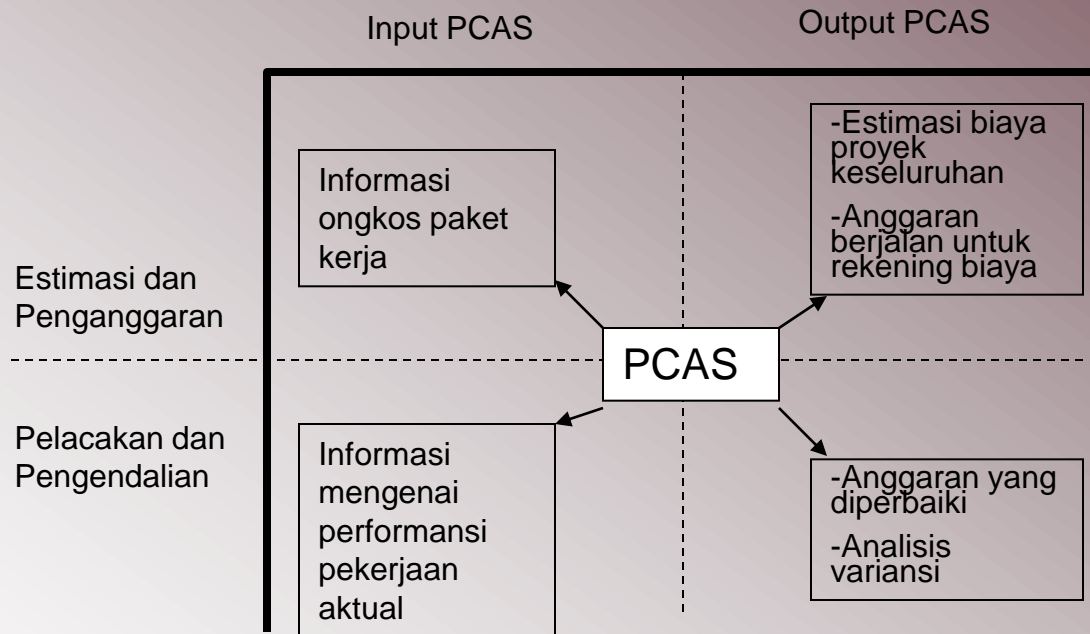 Input PCAS
Output PCAS
Informasi
ongkos paket
kerja
-Estimasi biaya
proyek
keseluruhan
-Anggaran
berjalan untuk
rekening biaya
Estimasi dan
Penganggaran
PCAS
Pelacakan dan
Pengendalian
Informasi
mengenai
performansi
pekerjaan
aktual
-Anggaran yang
diperbaiki
-Analisis
variansi